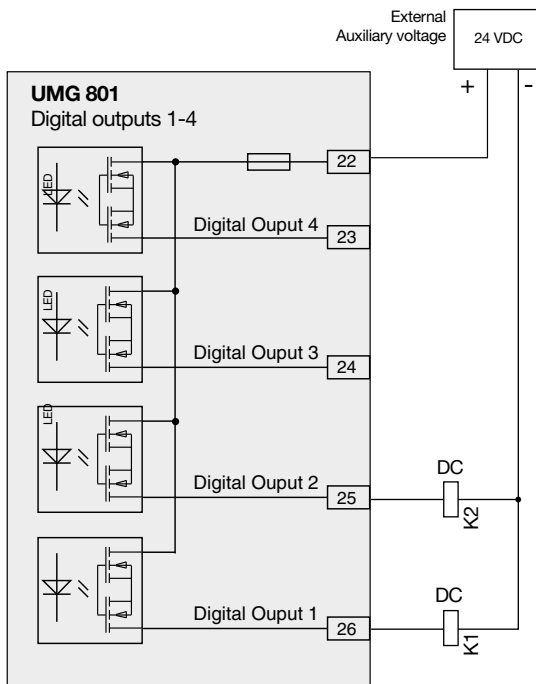 External
Auxiliary voltage
24 VDC
+ -
UMG 801
Digital outputs 1-4
LED
22
Digital Ouput 4
23
LED
Digital Ouput 3
24
LED
Digital Ouput 2
25
DC
K2
Digital Ouput 1
26
DC
K1